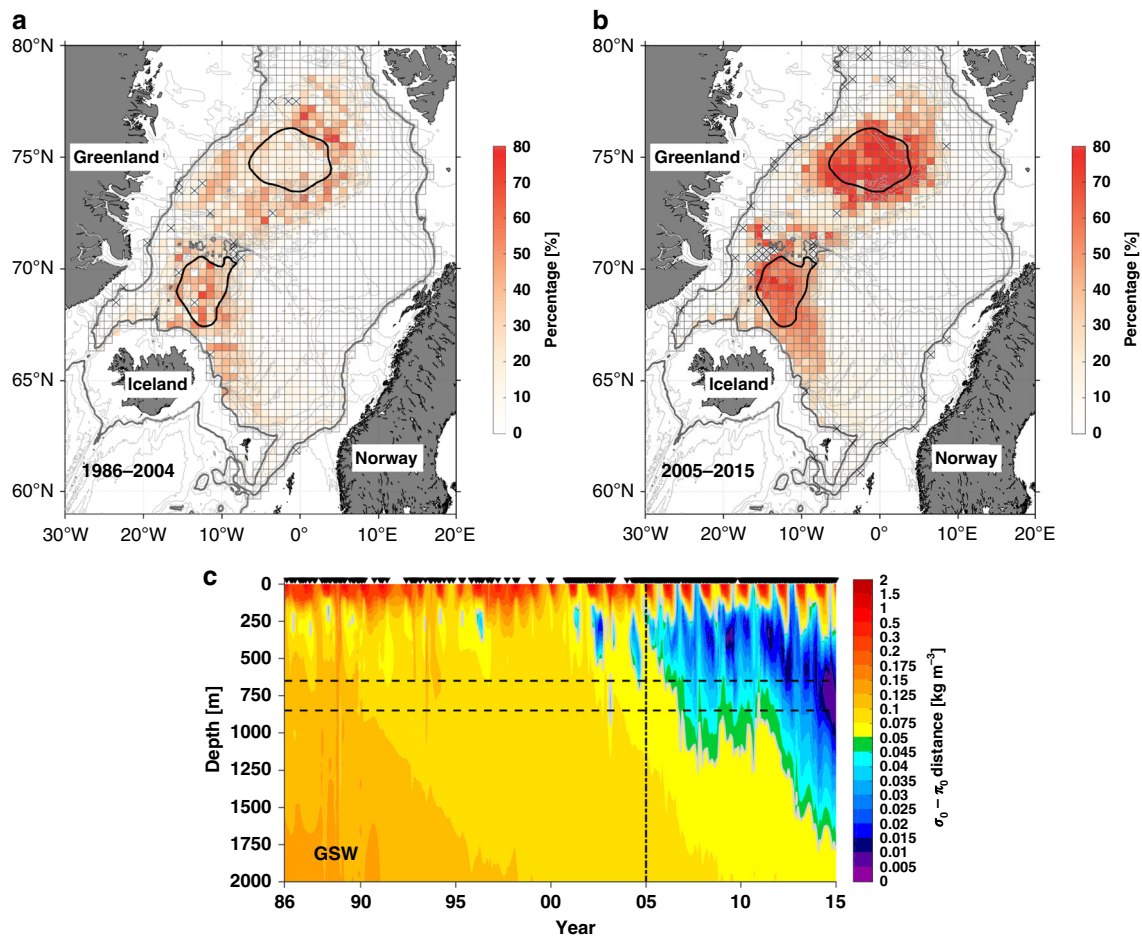 a
80°N
75°N
70°N
65°N
60°N
30°W 20°W 10°W 0° 10°E 20°E
Greenland
Iceland
Norway
1986–2004
80
70
60
50
40
30
20
10
0
Percentage [%]
b
80°N
75°N
70°N
65°N
60°N
30°W 20°W 10°W 0° 10°E 20°E
Greenland
Iceland
Norway
2005–2015
80
70
60
50
40
30
20
10
0
Percentage [%]
c
0
250
500
750
1000
1250
1500
1750
2000
Depth [m]
GSW
86 90 95 00 05 10 15
Year
2
1.5
1
0.5
0.3
0.2
0.175
0.15
0.125
0.1
0.075
0.05
0.045
0.04
0.035
0.03
0.025
0.02
0.015
0.01
0.005
0
σ₀ – π₀ distance [kg m⁻³]